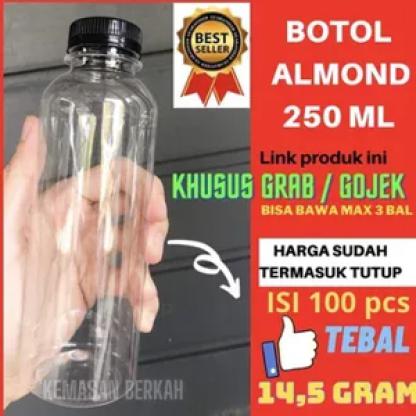 BEST
SELLER
BOTOL
ALMOND
250 ML
Link produk ini
KHUSUS GRAB / GOJEK
BISA BAWA MAX 3 BAL
HARGA SUDAH
TERMASUK TUTUP
ISI 100 pcs
TEBAL
14,5 GRAM
KEMASAN BERKAH